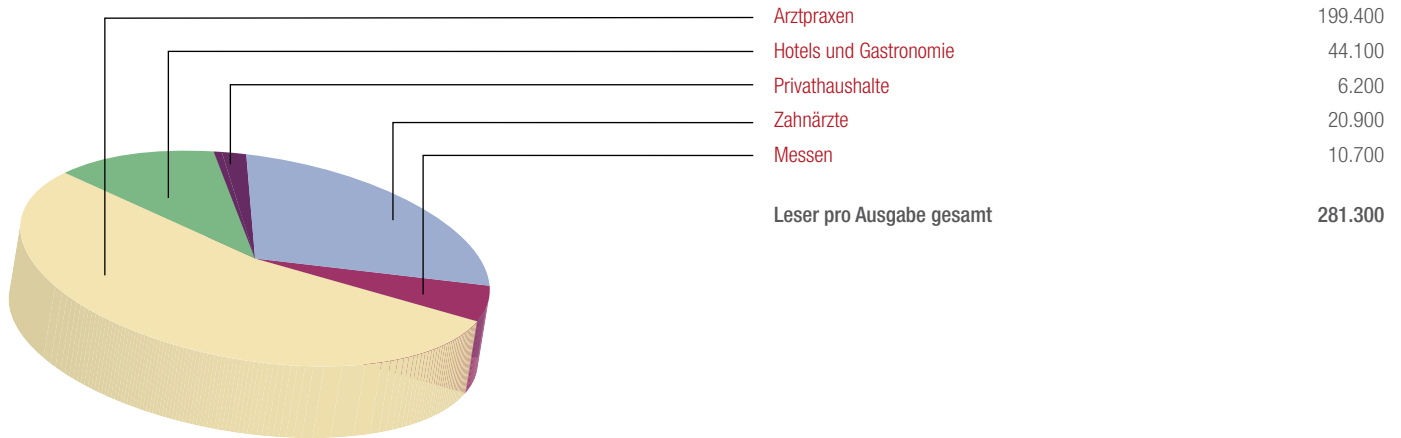 Arztpraxen 199.400
Hotels und Gastronomie 44.100
Privathaushalte 6.200
Zahnärzte 20.900
Messen 10.700
Leser pro Ausgabe gesamt 281.300